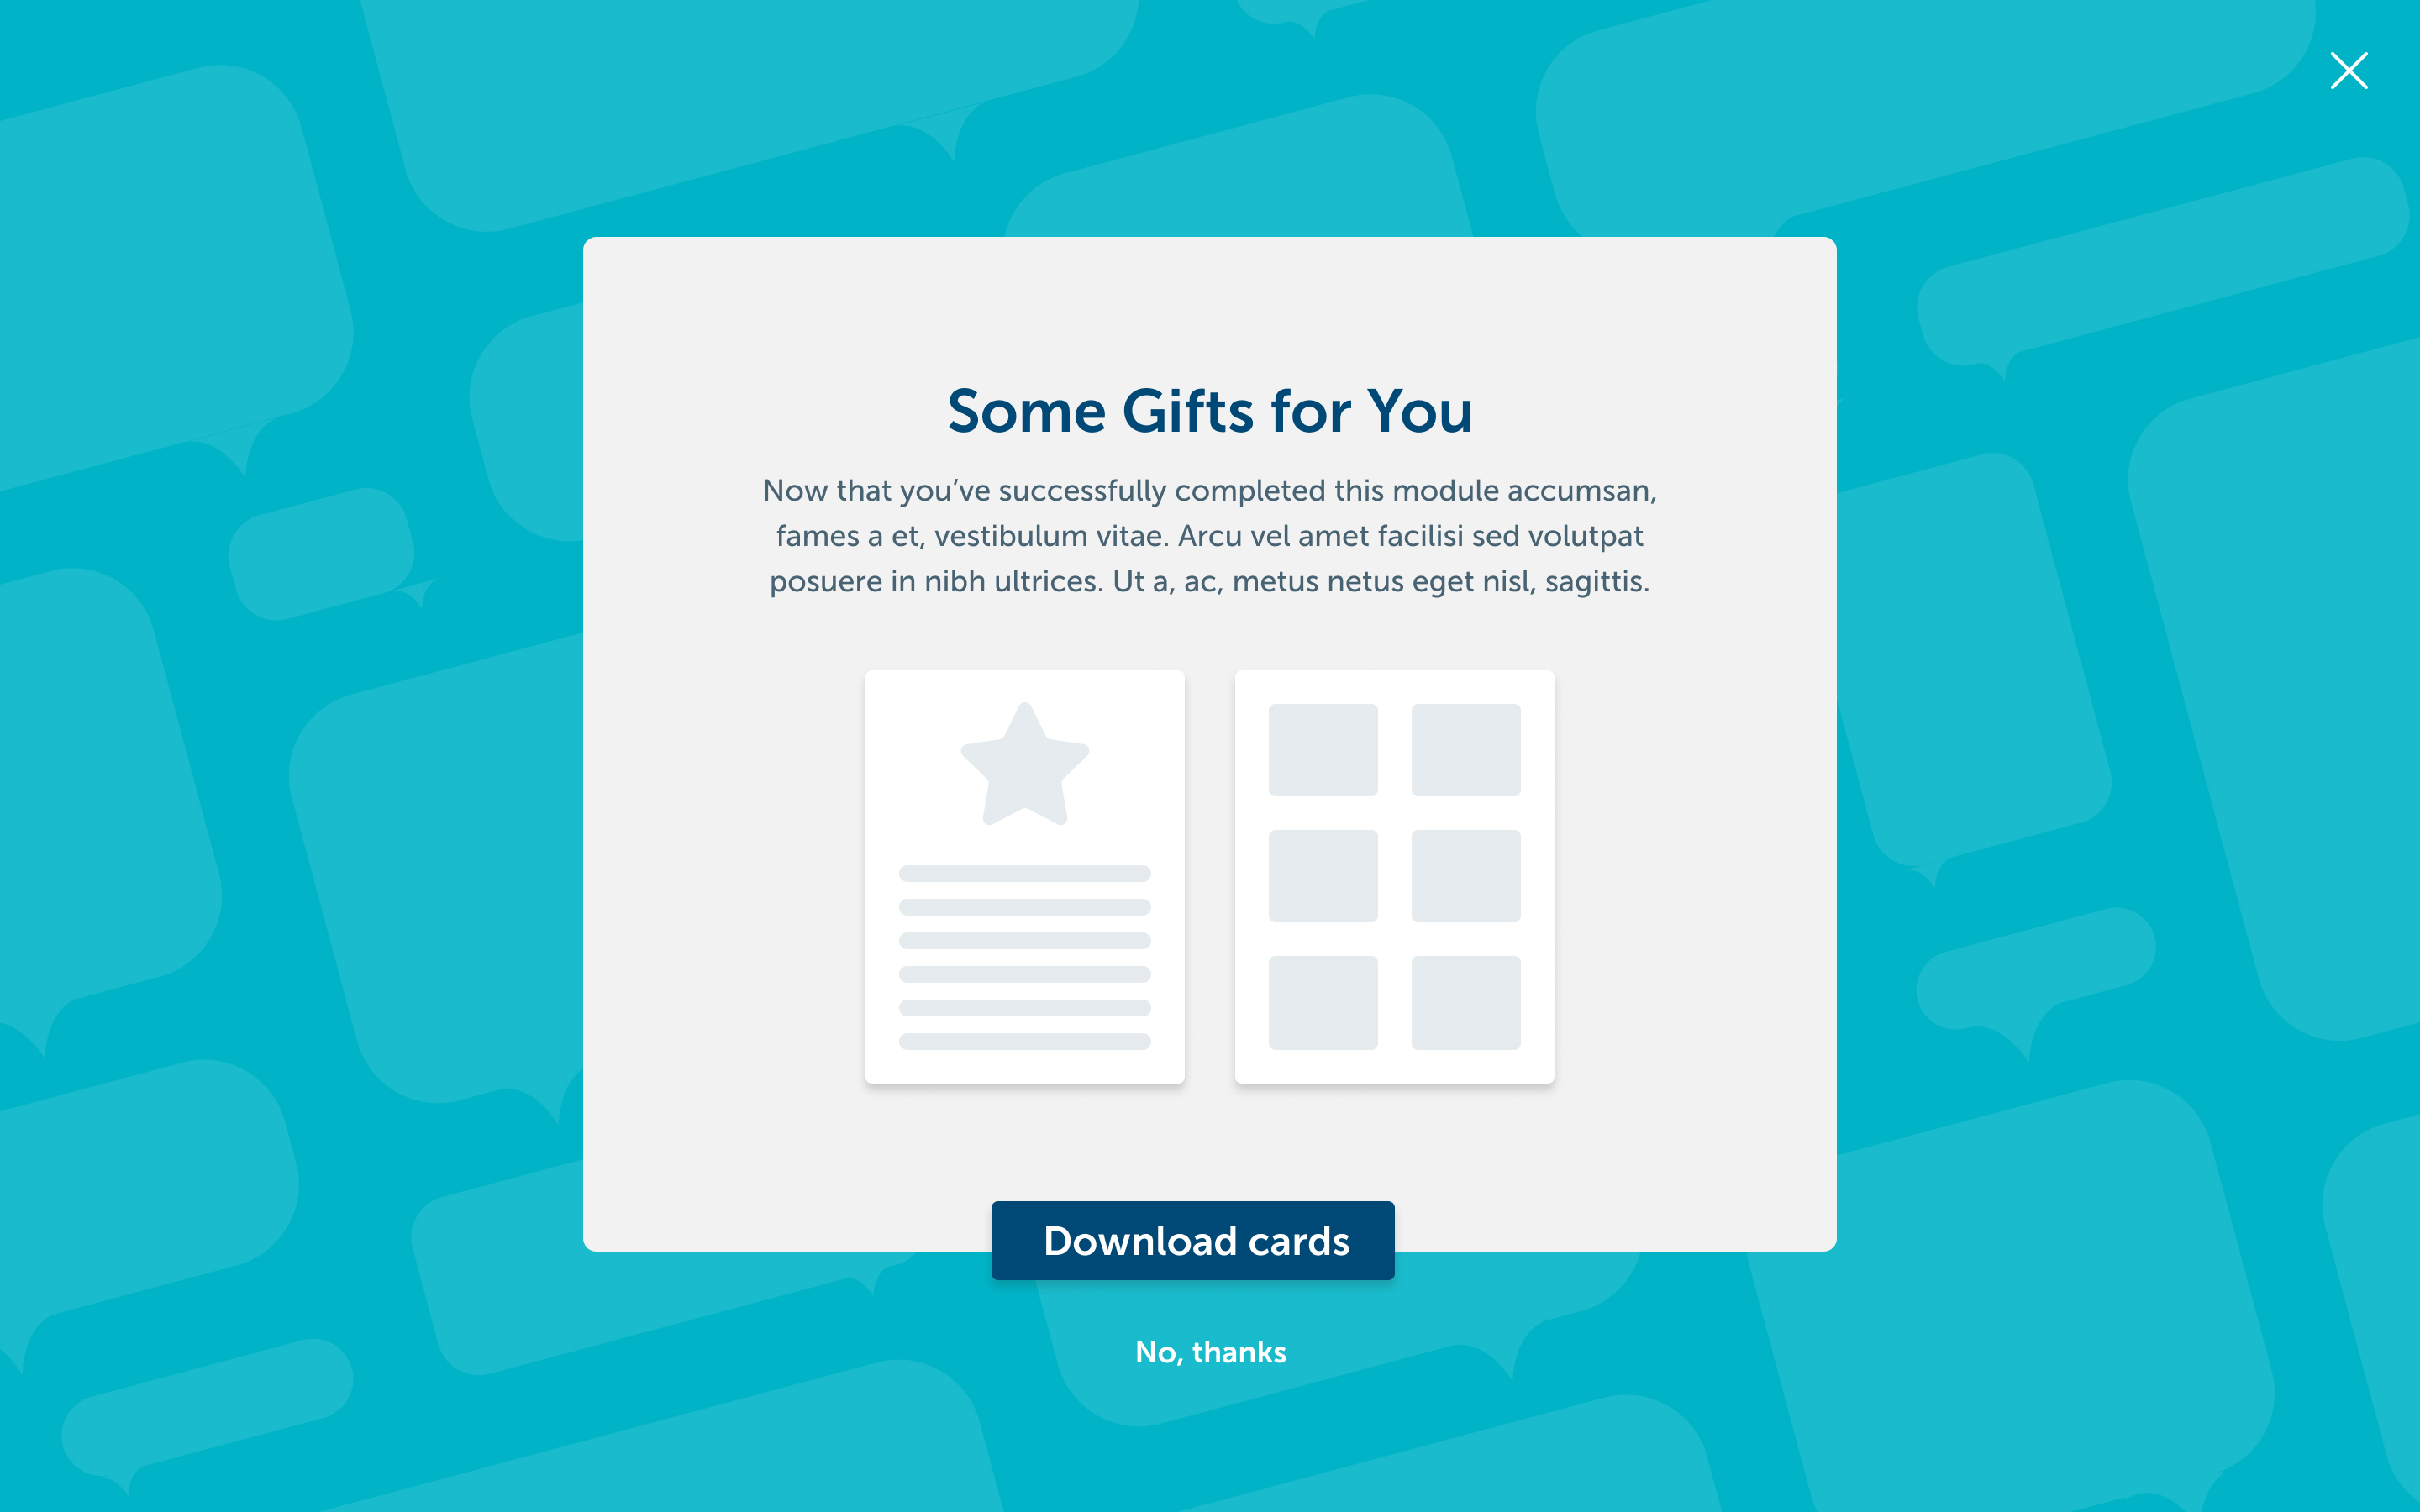 Some Gifts for You
Now that you’ve successfully completed this module accumsan,
fames a et, vestibulum vitae. Arcu vel amet facilisi sed volutpat
posuere in nibh ultrices. Ut a, ac, metus netus eget nisl, sagittis.
Download cards
No, thanks